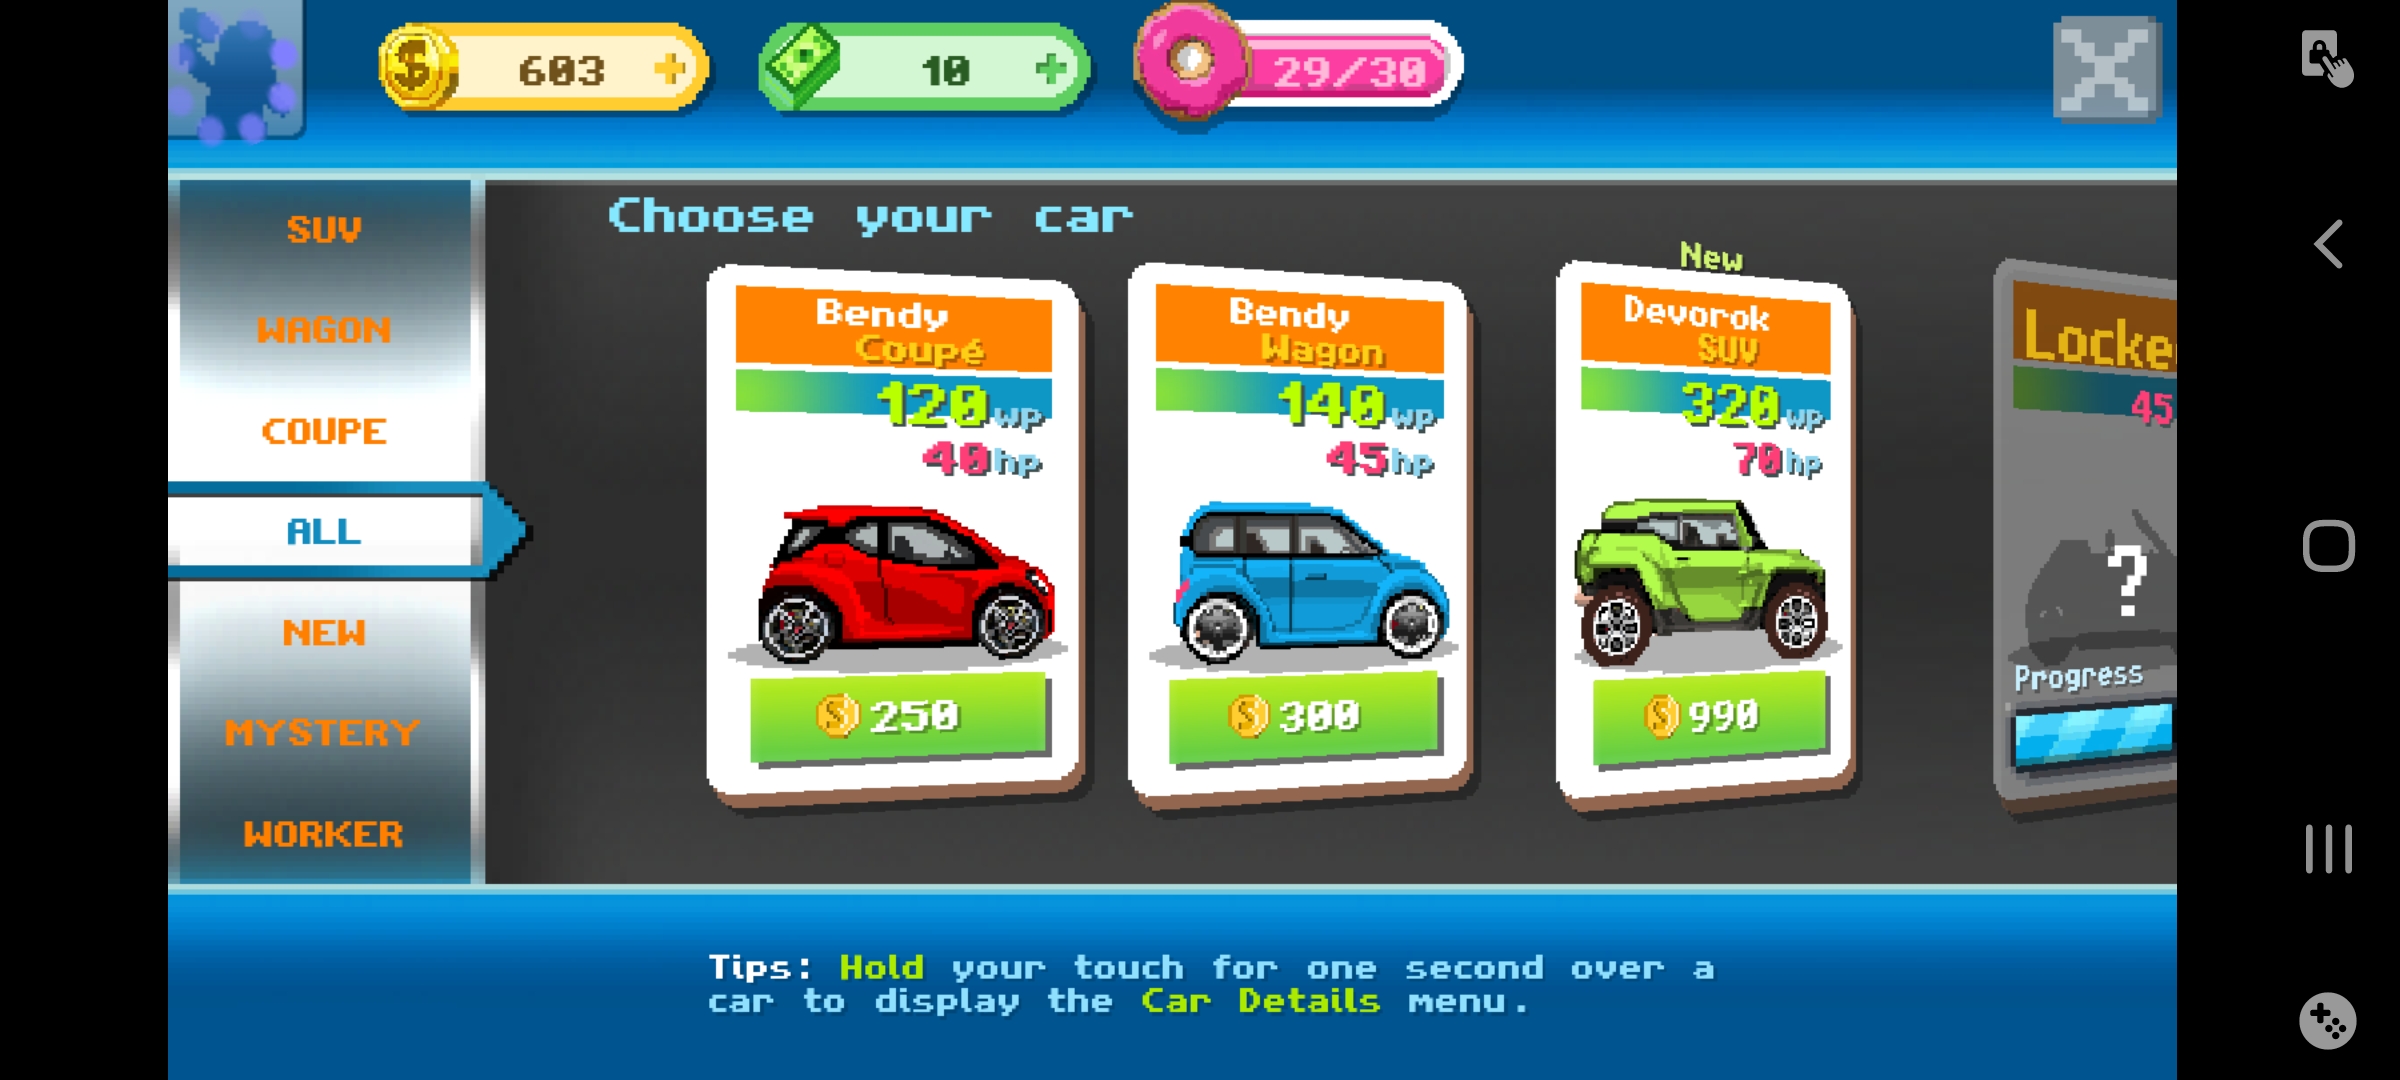 603
10
29/30
SUV
WAGON
COUPE
ALL
NEW
MYSTERY
WORKER
Choose your car
Bendy
Coupé
120wp
40hp
250
Bendy
Wagon
140wp
45hp
300
New
Devorok
SUV
320wp
70hp
990
Locke
45
?
Progress
Tips: Hold your touch for one second over a
car to display the Car Details menu.